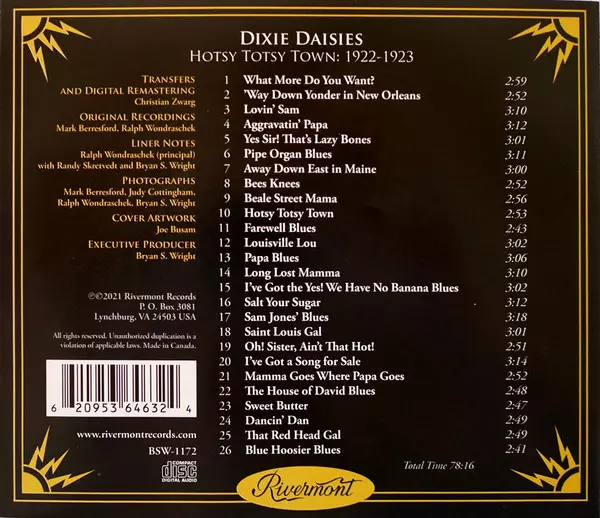 DIXIE DAISIES
HOTSY TOTSY TOWN: 1922-1923
TRANSFERS
AND DIGITAL REMASTERING
Christian Zwarg
ORIGINAL RECORDINGS
Mark Berresford, Ralph Wondraschek
LINER NOTES
Ralph Wondraschek (principal)
with Randy Skretvedt and Bryan S. Wright
PHOTOGRAPHS
Mark Berresford, Judy Cottingham,
Ralph Wondraschek, Bryan S. Wright
COVER ARTWORK
Joe Busam
EXECUTIVE PRODUCER
Bryan S. Wright
℗©2021 Rivermont Records
P. O. Box 3081
Lynchburg, VA 24503 USA
All rights reserved. Unauthorized duplication is a
violation of applicable laws. Made in Canada.
6 20953 64632 4
www.rivermontrecords.com
BSW-1172
COMPACT
disc
DIGITAL AUDIO
1 What More Do You Want? 2:59
2 'Way Down Yonder in New Orleans 2:52
3 Lovin' Sam 3:10
4 Aggravatin' Papa 3:12
5 Yes Sir! That's Lazy Bones 3:01
6 Pipe Organ Blues 3:11
7 Away Down East in Maine 3:00
8 Bees Knees 2:52
9 Beale Street Mama 2:56
10 Hotsy Totsy Town 2:53
11 Farewell Blues 2:43
12 Louisville Lou 3:02
13 Papa Blues 3:06
14 Long Lost Mamma 3:10
15 I've Got the Yes! We Have No Banana Blues 3:02
16 Salt Your Sugar 3:12
17 Sam Jones' Blues 3:18
18 Saint Louis Gal 3:01
19 Oh! Sister, Ain't That Hot! 2:51
20 I've Got a Song for Sale 3:14
21 Mamma Goes Where Papa Goes 2:52
22 The House of David Blues 2:48
23 Sweet Butter 2:47
24 Dancin' Dan 2:49
25 That Red Head Gal 2:49
26 Blue Hoosier Blues 2:41
Total Time 78:16
Rivermont